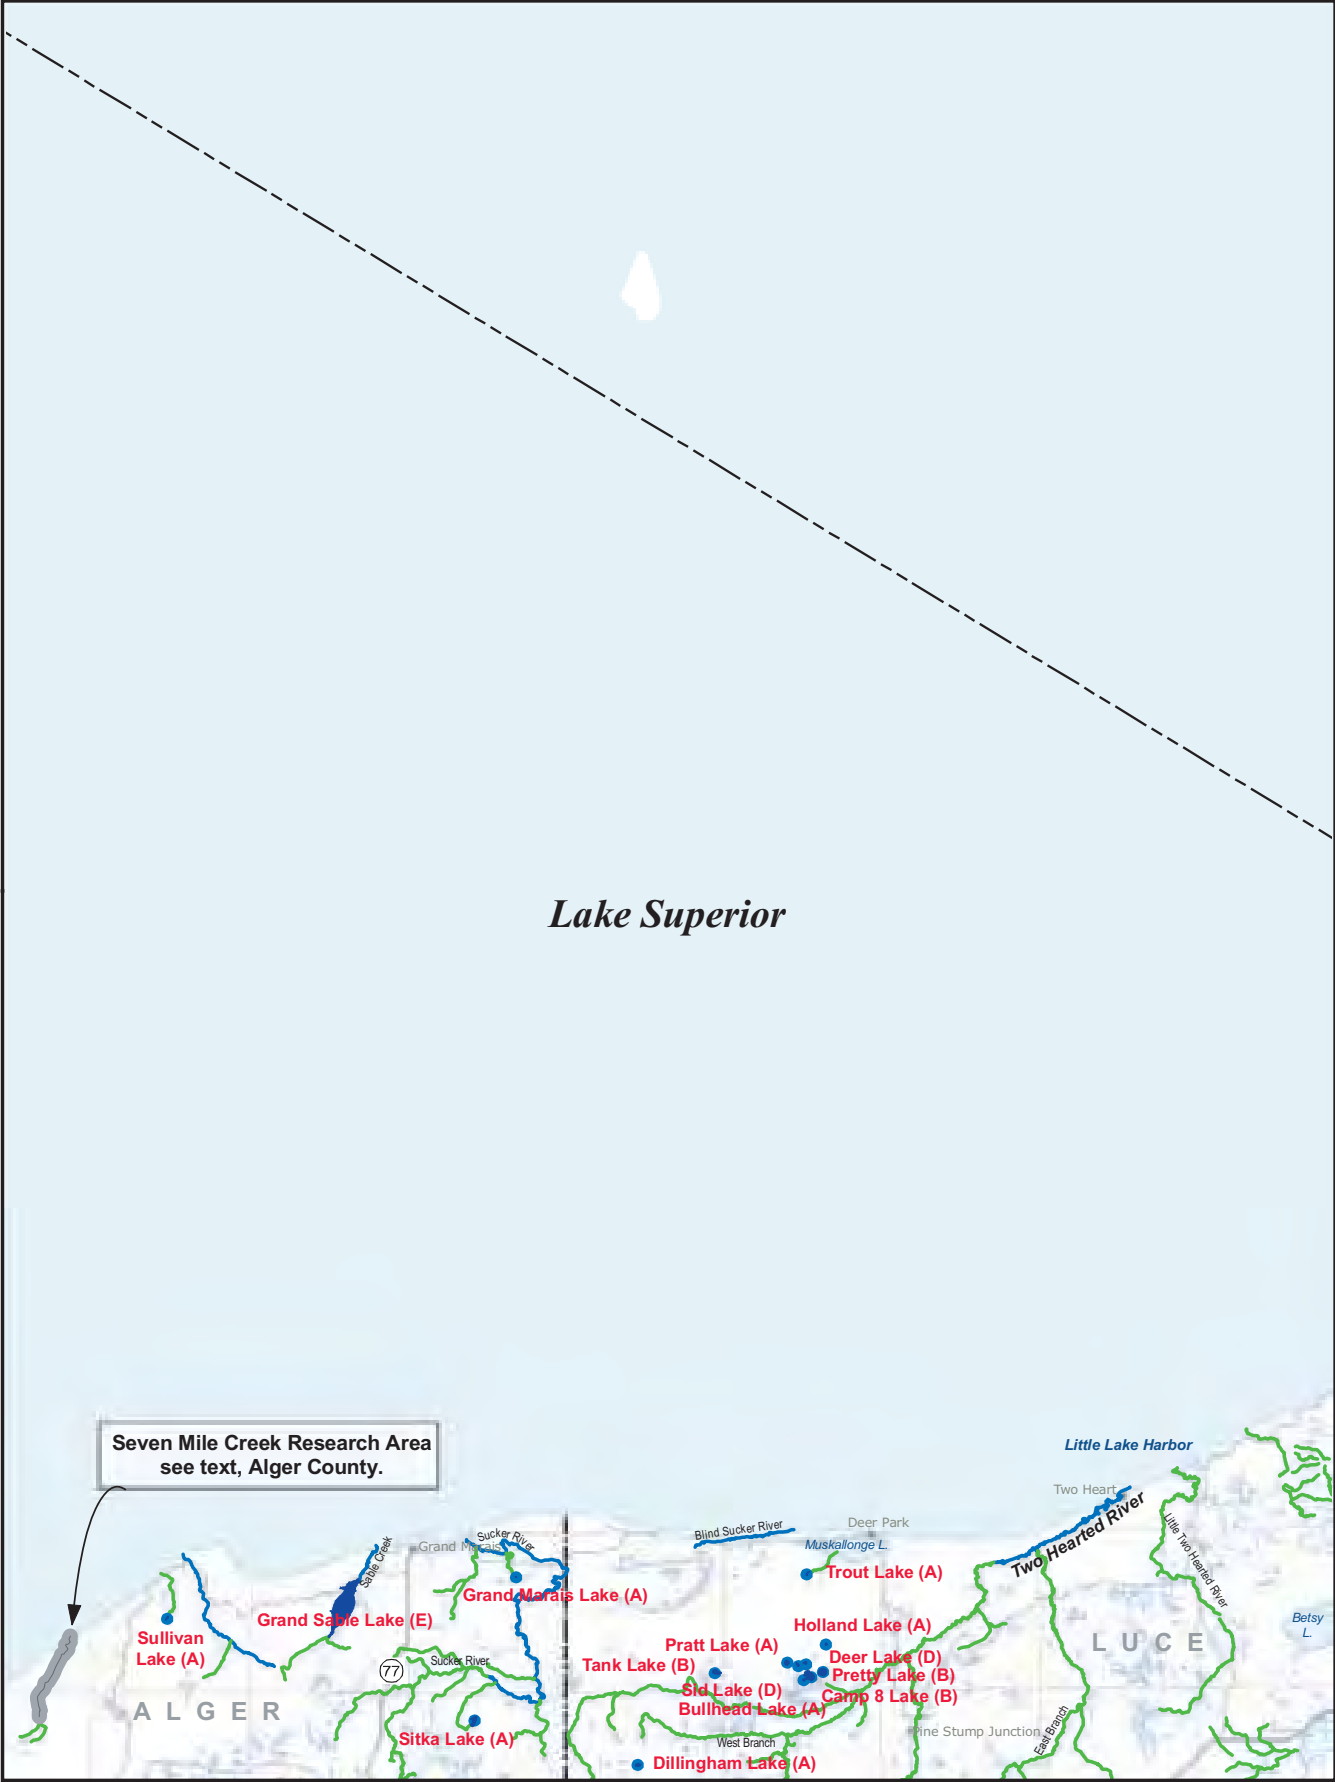 Lake Superior
Seven Mile Creek Research Area
see text, Alger County.
Little Lake Harbor
Two Heart
Two Hearted River
Little Two Hearted River
Deer Park
Blind Sucker River
Muskallonge L.
Sucker River
Grand Marais
Sable Creek
Trout Lake (A)
Grand Marais Lake (A)
Grand Sable Lake (E)
Sullivan
Lake (A)
Betsy
L.
Holland Lake (A)
Pratt Lake (A)
Deer Lake (D)
LUCE
Tank Lake (B)
Pretty Lake (B)
Sucker River
77
Sid Lake (D)
Camp 8 Lake (B)
Bullhead Lake (A)
ALGER
Sitka Lake (A)
West Branch
Pine Stump Junction
East Branch
Dillingham Lake (A)